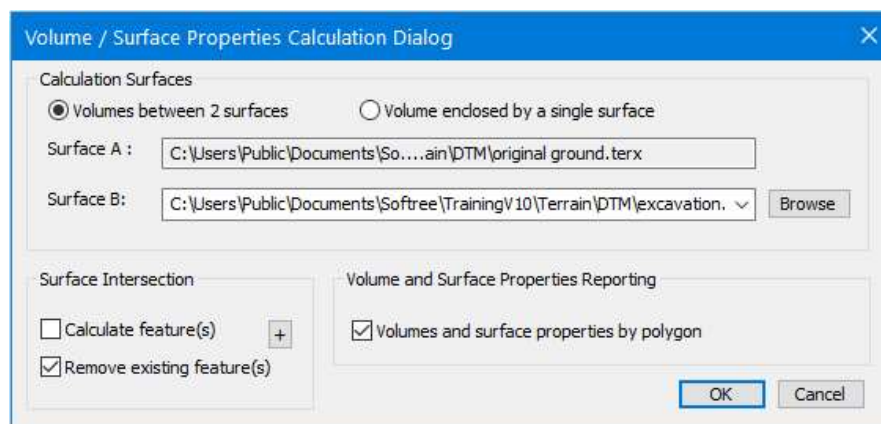 Volume / Surface Properties Calculation Dialog
Calculation Surfaces
Volumes between 2 surfaces Volume enclosed by a single surface
Surface A : C:\Users\Public\Documents\So....ain\DTM\original ground.terx
Surface B: C:\Users\Public\Documents\Softree\TrainingV10\Terrain\DTM\excavation. Browse
Surface Intersection Volume and Surface Properties Reporting
Calculate feature(s) + Volumes and surface properties by polygon
Remove existing feature(s)
OK Cancel